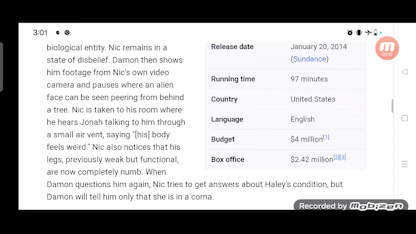 3:01
biological entity. Nic remains in a
state of disbelief. Damon then shows
him footage from Nic's own video
camera and pauses where an alien
face can be seen peering from behind
a tree. Nic is taken to his room where
he hears Jonah talking to him through
a small air vent, saying "[his] body
feels weird." Nic also notices that his
legs, previously weak but functional,
are now completely numb. When
Damon questions him again, Nic tries to get answers about Haley's condition, but
Damon will tell him only that she is in a coma.
Release date January 20, 2014
(Sundance)
Running time 97 minutes
Country United States
Language English
Budget $4 million[1]
Box office $2.42 million[2][3]
Recorded by Mobizen